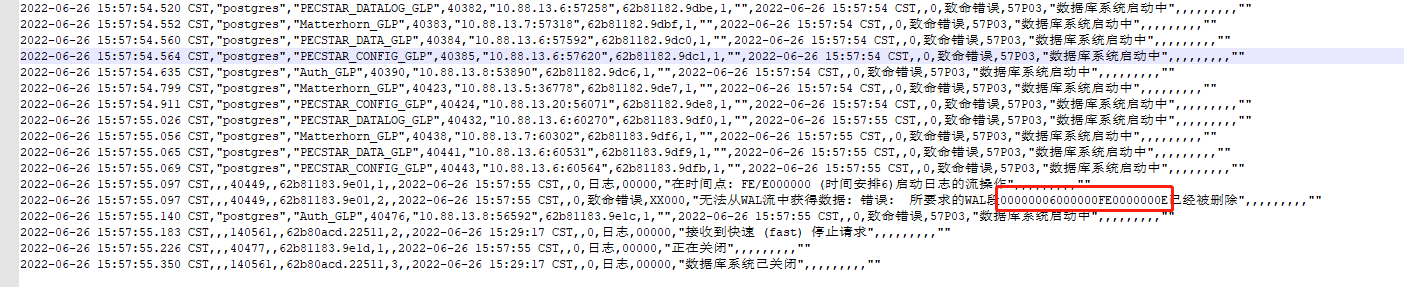 2022-06-26 15:57:54.520 CST,"postgres","PECSTAR_DATALOG_GLP",40382,"10.88.13.6:57258",62b81182.9dbe,1,"",2022-06-26 15:57:54 CST,,0,致命错误,57P03,"数据库系统启动中",,,,,,,,,""
2022-06-26 15:57:54.552 CST,"postgres","Matterhorn_GLP",40383,"10.88.13.7:57318",62b81182.9dbf,1,"",2022-06-26 15:57:54 CST,,0,致命错误,57P03,"数据库系统启动中",,,,,,,,,""
2022-06-26 15:57:54.560 CST,"postgres","PECSTAR_DATA_GLP",40384,"10.88.13.6:57592",62b81182.9dc0,1,"",2022-06-26 15:57:54 CST,,0,致命错误,57P03,"数据库系统启动中",,,,,,,,,""
2022-06-26 15:57:54.564 CST,"postgres","PECSTAR_CONFIG_GLP",40385,"10.88.13.6:57620",62b81182.9dc1,1,"",2022-06-26 15:57:54 CST,,0,致命错误,57P03,"数据库系统启动中",,,,,,,,,""
2022-06-26 15:57:54.635 CST,"postgres","Auth_GLP",40390,"10.88.13.8:53890",62b81182.9dc6,1,"",2022-06-26 15:57:54 CST,,0,致命错误,57P03,"数据库系统启动中",,,,,,,,,""
2022-06-26 15:57:54.799 CST,"postgres","Matterhorn_GLP",40423,"10.88.13.5:36778",62b81182.9de7,1,"",2022-06-26 15:57:54 CST,,0,致命错误,57P03,"数据库系统启动中",,,,,,,,,""
2022-06-26 15:57:54.911 CST,"postgres","PECSTAR_CONFIG_GLP",40424,"10.88.13.20:56071",62b81182.9de8,1,"",2022-06-26 15:57:54 CST,,0,致命错误,57P03,"数据库系统启动中",,,,,,,,,""
2022-06-26 15:57:55.026 CST,"postgres","PECSTAR_DATALOG_GLP",40432,"10.88.13.6:60270",62b81183.9df0,1,"",2022-06-26 15:57:55 CST,,0,致命错误,57P03,"数据库系统启动中",,,,,,,,,""
2022-06-26 15:57:55.056 CST,"postgres","Matterhorn_GLP",40438,"10.88.13.7:60302",62b81183.9df6,1,"",2022-06-26 15:57:55 CST,,0,致命错误,57P03,"数据库系统启动中",,,,,,,,,""
2022-06-26 15:57:55.065 CST,"postgres","PECSTAR_DATA_GLP",40441,"10.88.13.6:60531",62b81183.9df9,1,"",2022-06-26 15:57:55 CST,,0,致命错误,57P03,"数据库系统启动中",,,,,,,,,""
2022-06-26 15:57:55.069 CST,"postgres","PECSTAR_CONFIG_GLP",40443,"10.88.13.6:60564",62b81183.9dfb,1,"",2022-06-26 15:57:55 CST,,0,致命错误,57P03,"数据库系统启动中",,,,,,,,,""
2022-06-26 15:57:55.097 CST,,,40449,,62b81183.9e01,1,,2022-06-26 15:57:55 CST,,0,日志,00000,"在时间点: FE/E000000 (时间安排6)启动日志的流操作",,,,,,,,,""
2022-06-26 15:57:55.097 CST,,,40449,,62b81183.9e01,2,,2022-06-26 15:57:55 CST,,0,致命错误,XX000,"无法从WAL流中获得数据: 错误:  所要求的WAL段00000006000000FE0000000E已经被删除",,,,,,,,,""
2022-06-26 15:57:55.140 CST,"postgres","Auth_GLP",40476,"10.88.13.8:56592",62b81183.9e1c,1,"",2022-06-26 15:57:55 CST,,0,致命错误,57P03,"数据库系统启动中",,,,,,,,,""
2022-06-26 15:57:55.183 CST,,,140561,,62b80acd.22511,2,,2022-06-26 15:29:17 CST,,0,日志,00000,"接收到快速 (fast) 停止请求",,,,,,,,,""
2022-06-26 15:57:55.226 CST,,,40477,,62b81183.9e1d,1,,2022-06-26 15:57:55 CST,,0,日志,00000,"正在关闭",,,,,,,,,""
2022-06-26 15:57:55.350 CST,,,140561,,62b80acd.22511,3,,2022-06-26 15:29:17 CST,,0,日志,00000,"数据库系统已关闭",,,,,,,,,""